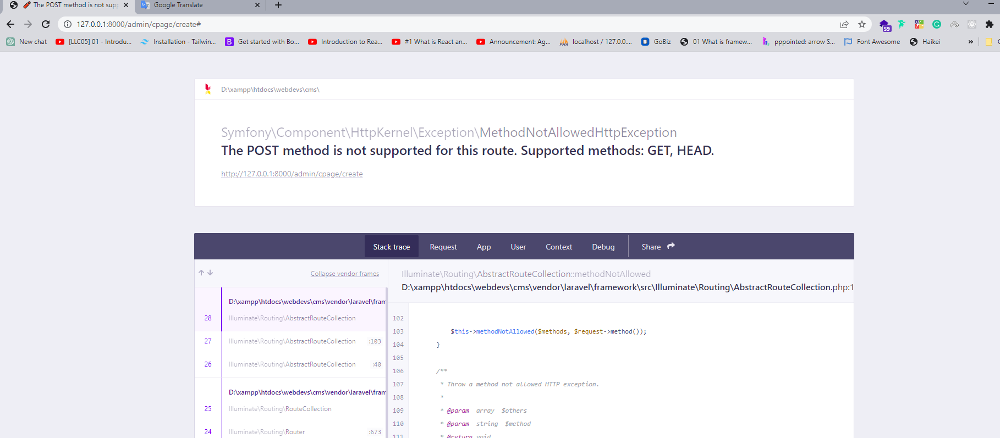 The POST method is not supp
Google Translate
127.0.0.1:8000/admin/cpage/create#
59
New chat
[LLC05] 01 - Introdu...
Installation - Tailwin...
B
Get started with Bo...
Introduction to Rea...
#1 What is React an...
Announcement: Ag...
PMA
localhost / 127.0.0....
GoBiz
01 What is framew...
pppointed: arrow S...
Font Awesome
Haikei
»
D:\xampp\htdocs\webdevs\cms\
Symfony\Component\HttpKernel\Exception\MethodNotAllowedHttpException
The POST method is not supported for this route. Supported methods: GET, HEAD.
http://127.0.0.1:8000/admin/cpage/create
Stack trace
Request
App
User
Context
Debug
Share
Collapse vendor frames
D:\xampp\htdocs\webdevs\cms\vendor\laravel\fram
28 Illuminate\Routing\AbstractRouteCollection
27 Illuminate\Routing\AbstractRouteCollection :103
26 Illuminate\Routing\AbstractRouteCollection :40
D:\xampp\htdocs\webdevs\cms\vendor\laravel\fram
25 Illuminate\Routing\RouteCollection
24 Illuminate\Routing\Router :673
Illuminate\Routing\AbstractRouteCollection::methodNotAllowed
D:\xampp\htdocs\webdevs\cms\vendor\laravel\framework\src\Illuminate\Routing\AbstractRouteCollection.php:1
102
103 $this->methodNotAllowed($methods, $request->method());
104 }
105
106 /**
107 * Throw a method not allowed HTTP exception.
108 *
109 * @param array $others
110 * @param string $method
111 * @return void